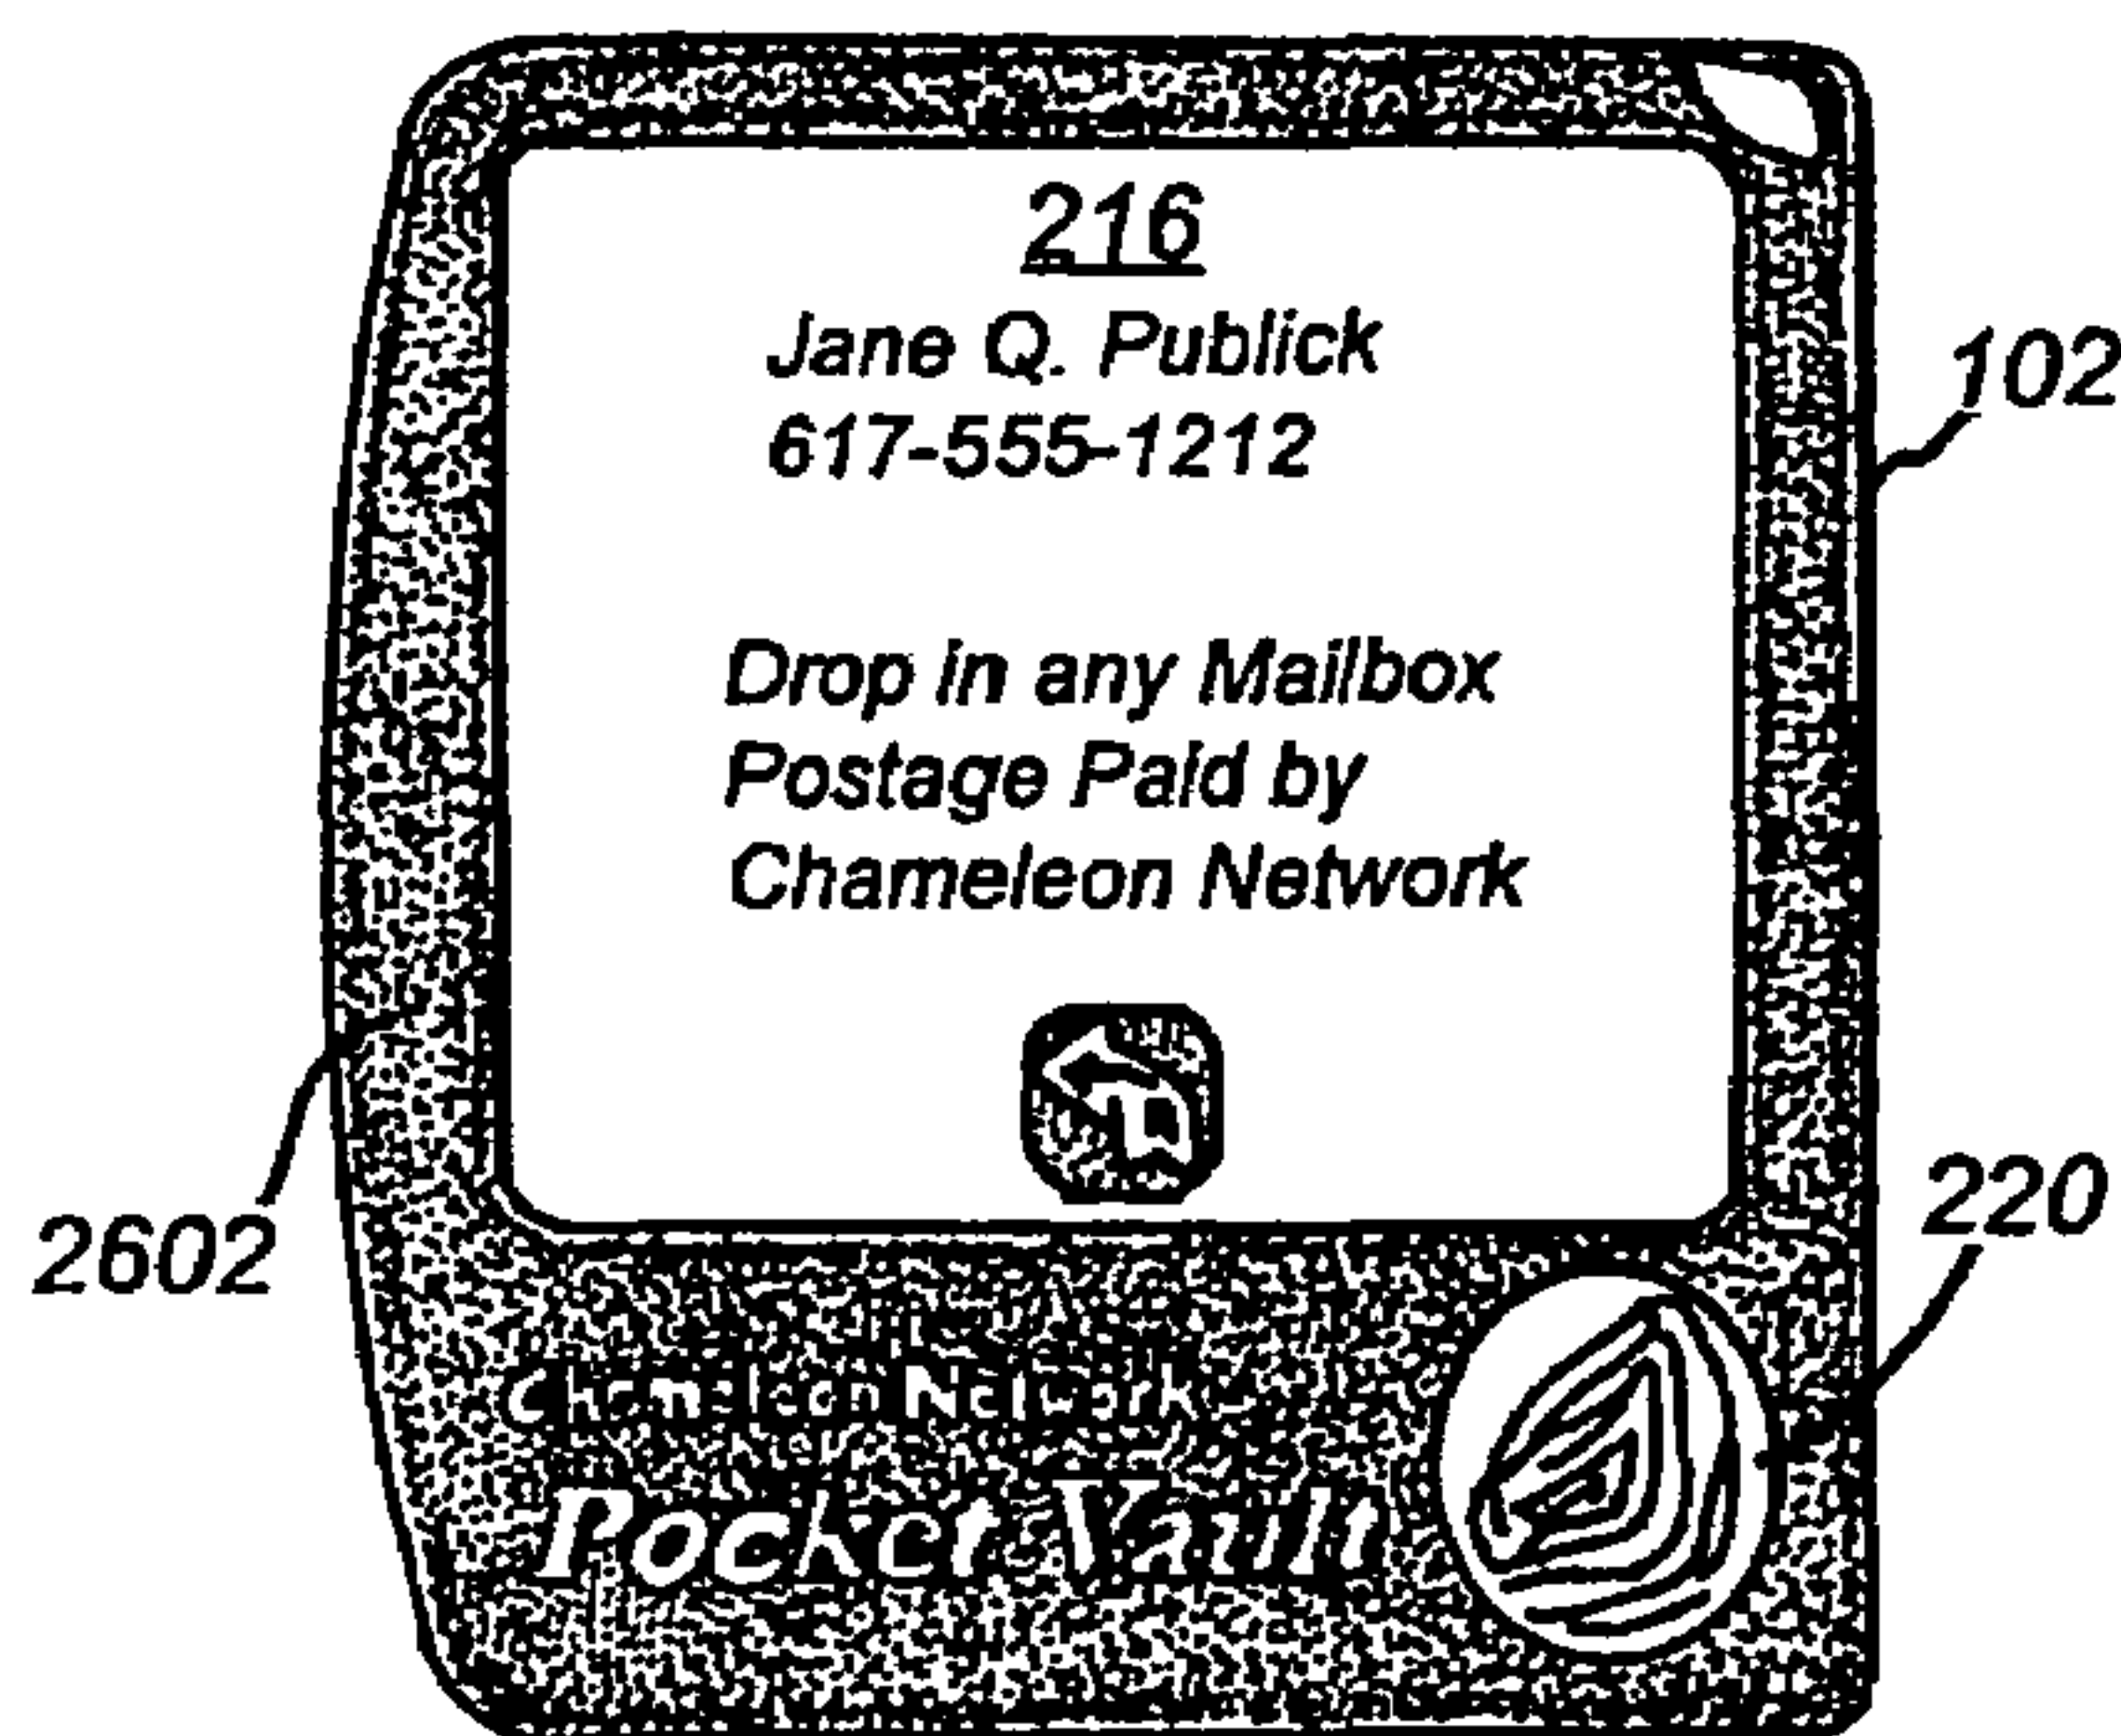 216
Jane Q. Publick
617-555-1212
102
Drop in any Mailbox
Postage Paid by
Chameleon Network
2602
220
Chameleon Network
Pocket Vault